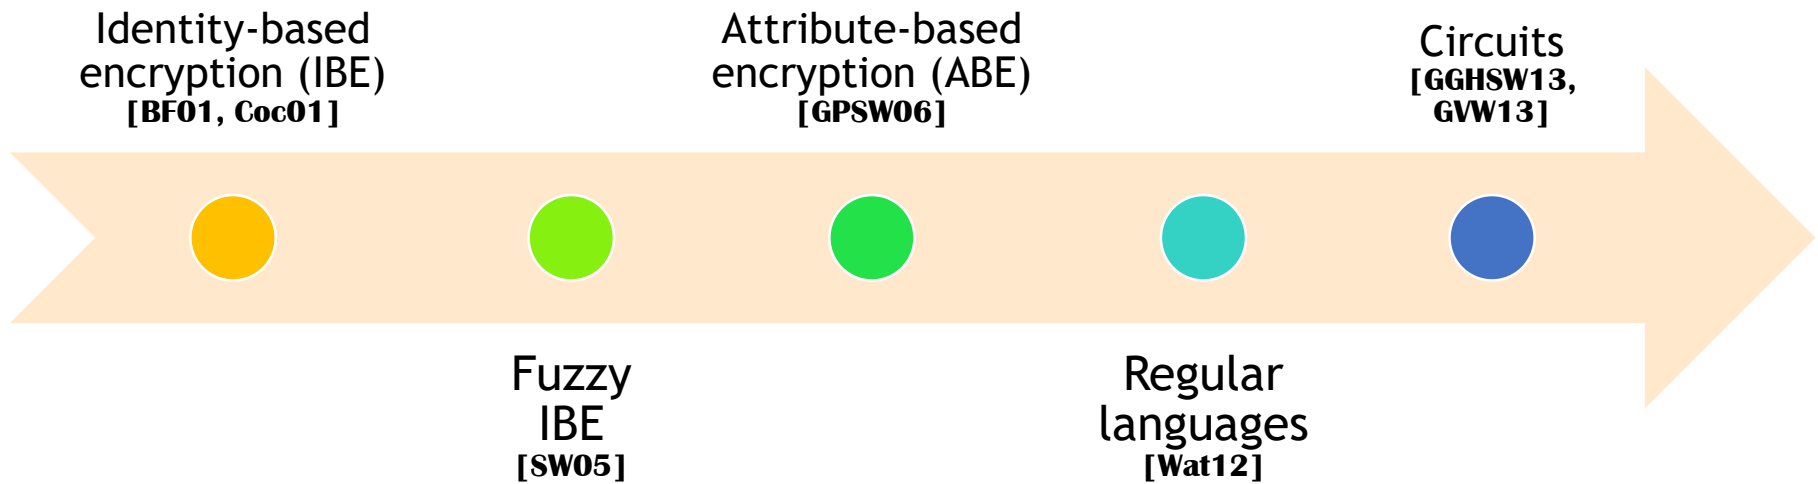 Identity-based
encryption (IBE)
[BF01, Coc01]
Fuzzy
IBE
[SW05]
Attribute-based
encryption (ABE)
[GPSW06]
Regular
languages
[Wat12]
Circuits
[GGHSW13,
GVW13]